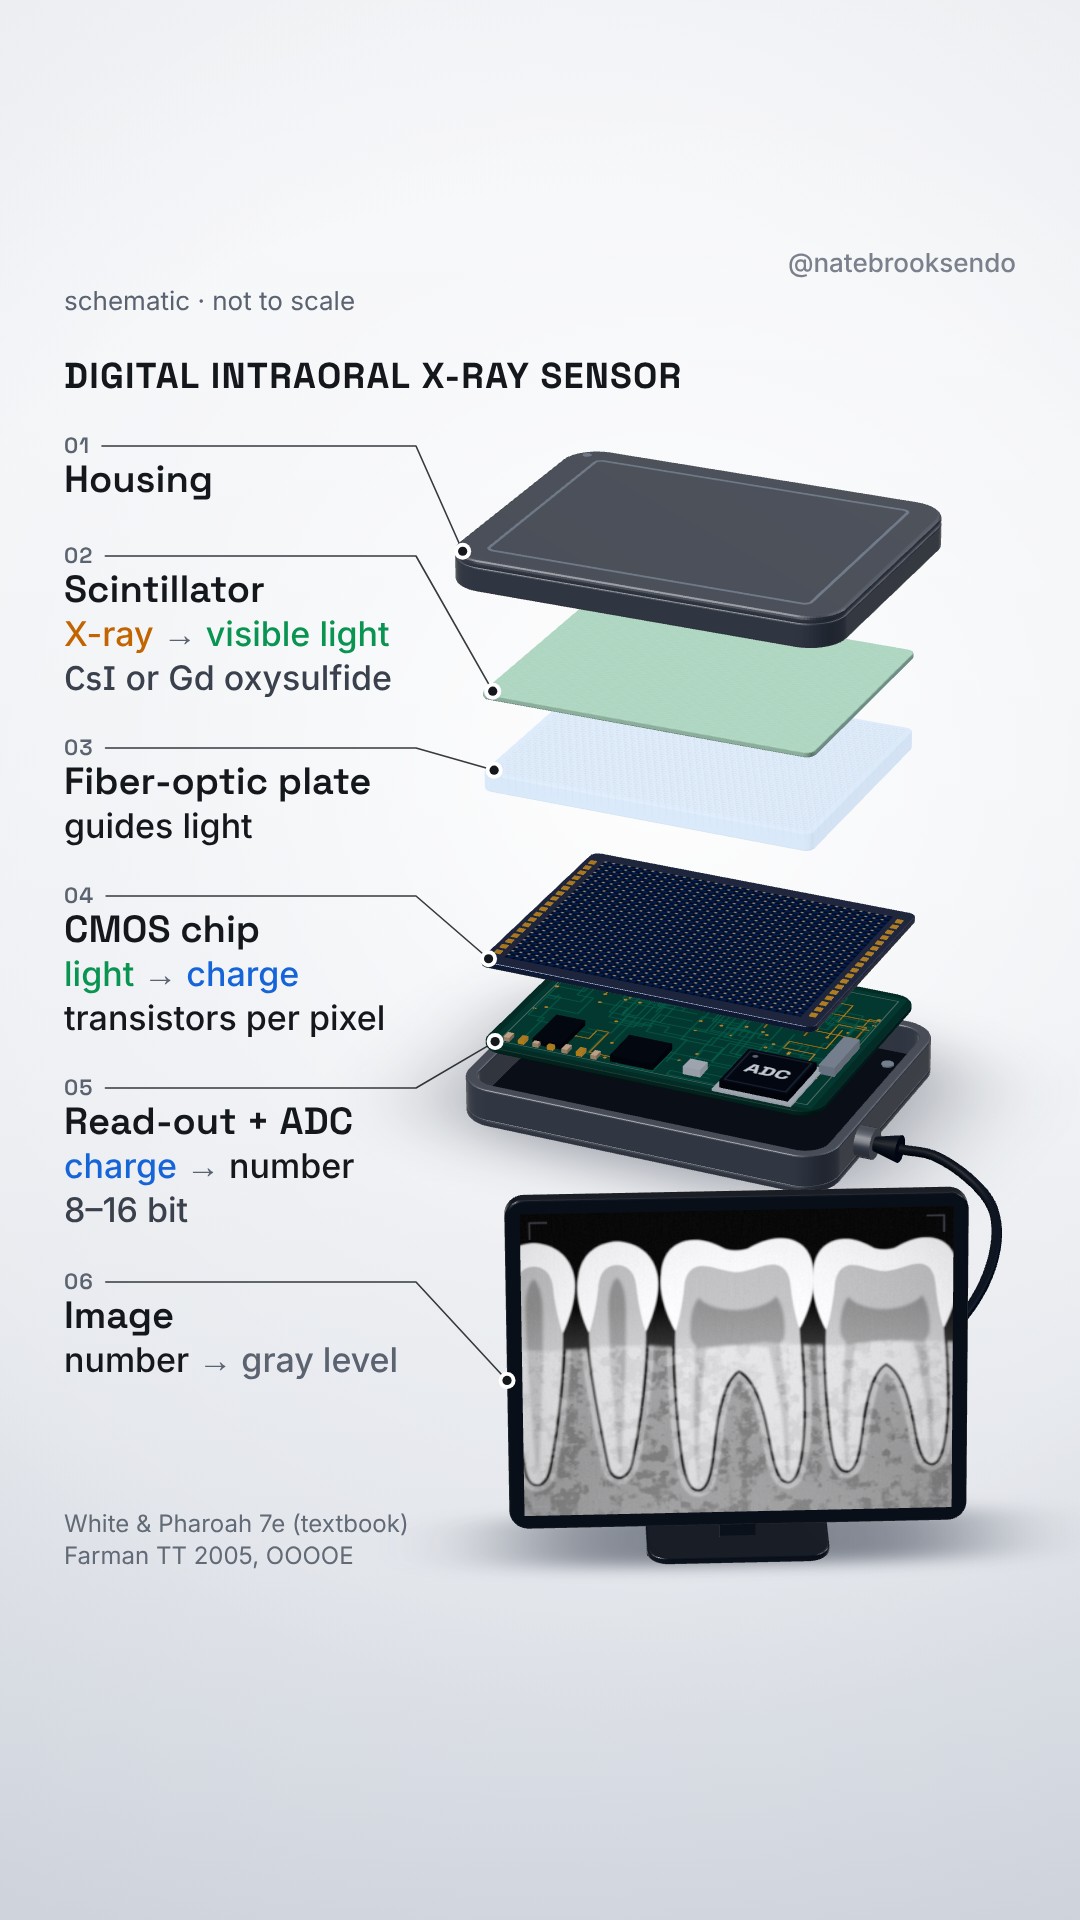 @natebrooksendo
schematic · not to scale
DIGITAL INTRAORAL X-RAY SENSOR
01
Housing
02
Scintillator
X-ray → visible light
CsI or Gd oxysulfide
03
Fiber-optic plate
guides light
04
CMOS chip
light → charge
transistors per pixel
ADC
05
Read-out + ADC
charge → number
8–16 bit
06
Image
number → gray level
White & Pharoah 7e (textbook)
Farman TT 2005, OOOOE